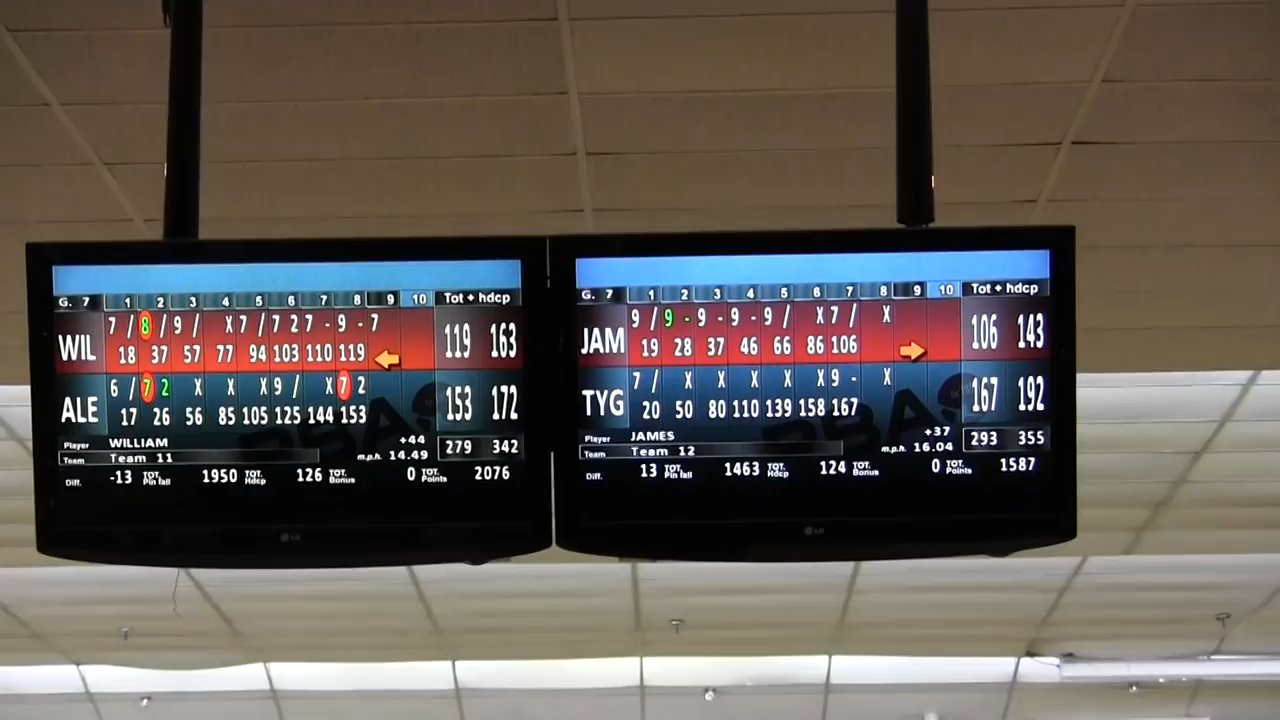 G. 7 1 2 3 4 5 6 7 8 9 10 Tot + hdcp
WIL 7 / 8 / 9 / X 7 / 7 2 7 - 9 - 7
18 37 57 77 94 103 110 119 119 163
ALE 6 / 7 2 X X X 9 / X 7 2
17 26 56 85 105 125 144 153 153 172
Player WILLIAM +44 279 342
Team Team 11 m.p.h. 14.49
Diff. -13 TOT. Pin fall 1950 TOT. Hdcp 126 TOT. Bonus 0 TOT. Points 2076
LG
G. 7 1 2 3 4 5 6 7 8 9 10 Tot + hdcp
JAM 9 / 9 - 9 - 9 - 9 / X 7 / X
19 28 37 46 66 86 106 106 143
TYG 7 / X X X X X 9 - X
20 50 80 110 139 158 167 167 192
Player JAMES +37 293 355
Team Team 12 m.p.h. 16.04
Diff. 13 TOT. Pin fall 1463 TOT. Hdcp 124 TOT. Bonus 0 TOT. Points 1587
LG